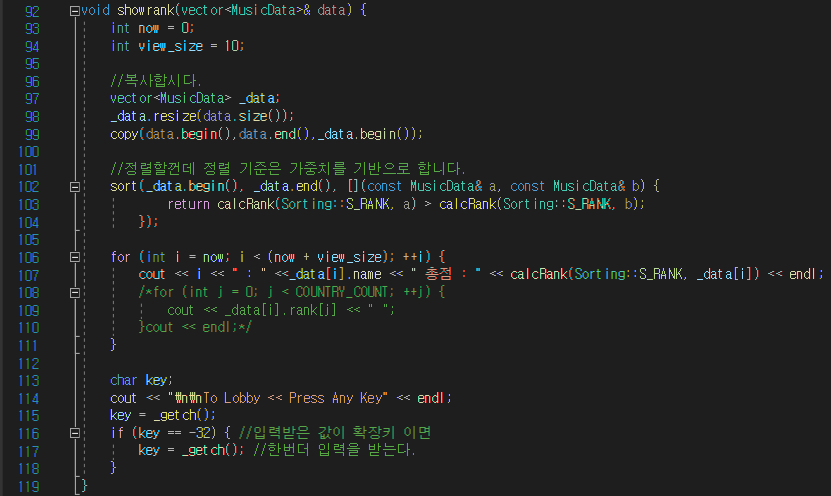 92 void showrank(vector<MusicData>& data) {
93 int now = 0;
94 int view_size = 10;
95
96 //복사합시다.
97 vector<MusicData> _data;
98 _data.resize(data.size());
99 copy(data.begin(),data.end(),_data.begin());
100
101 //정렬할껀데 정렬 기준은 가중치를 기반으로 합니다.
102 sort(_data.begin(), _data.end(), [](const MusicData& a, const MusicData& b) {
103 return calcRank(Sorting::S_RANK, a) > calcRank(Sorting::S_RANK, b);
104 });
105
106 for (int i = now; i < (now + view_size); ++i) {
107 cout << i << " : " <<_data[i].name << " 총점 : " << calcRank(Sorting::S_RANK, _data[i]) << endl;
108 /*for (int j = 0; j < COUNTRY_COUNT; ++j) {
109 cout << _data[i].rank[j] << " ";
110 }cout << endl;*/
111 }
112
113 char key;
114 cout << "₩n₩nTo Lobby << Press Any Key" << endl;
115 key = _getch();
116 if (key == -32) { //입력받은 값이 확장키 이면
117 key = _getch(); //한번더 입력을 받는다.
118 }
119 }